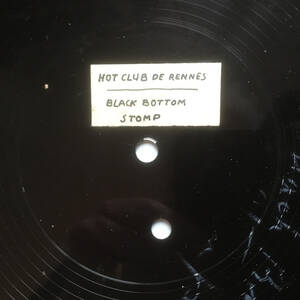 HOT CLUB DE RENNES
BLACK BOTTOM
STOMP